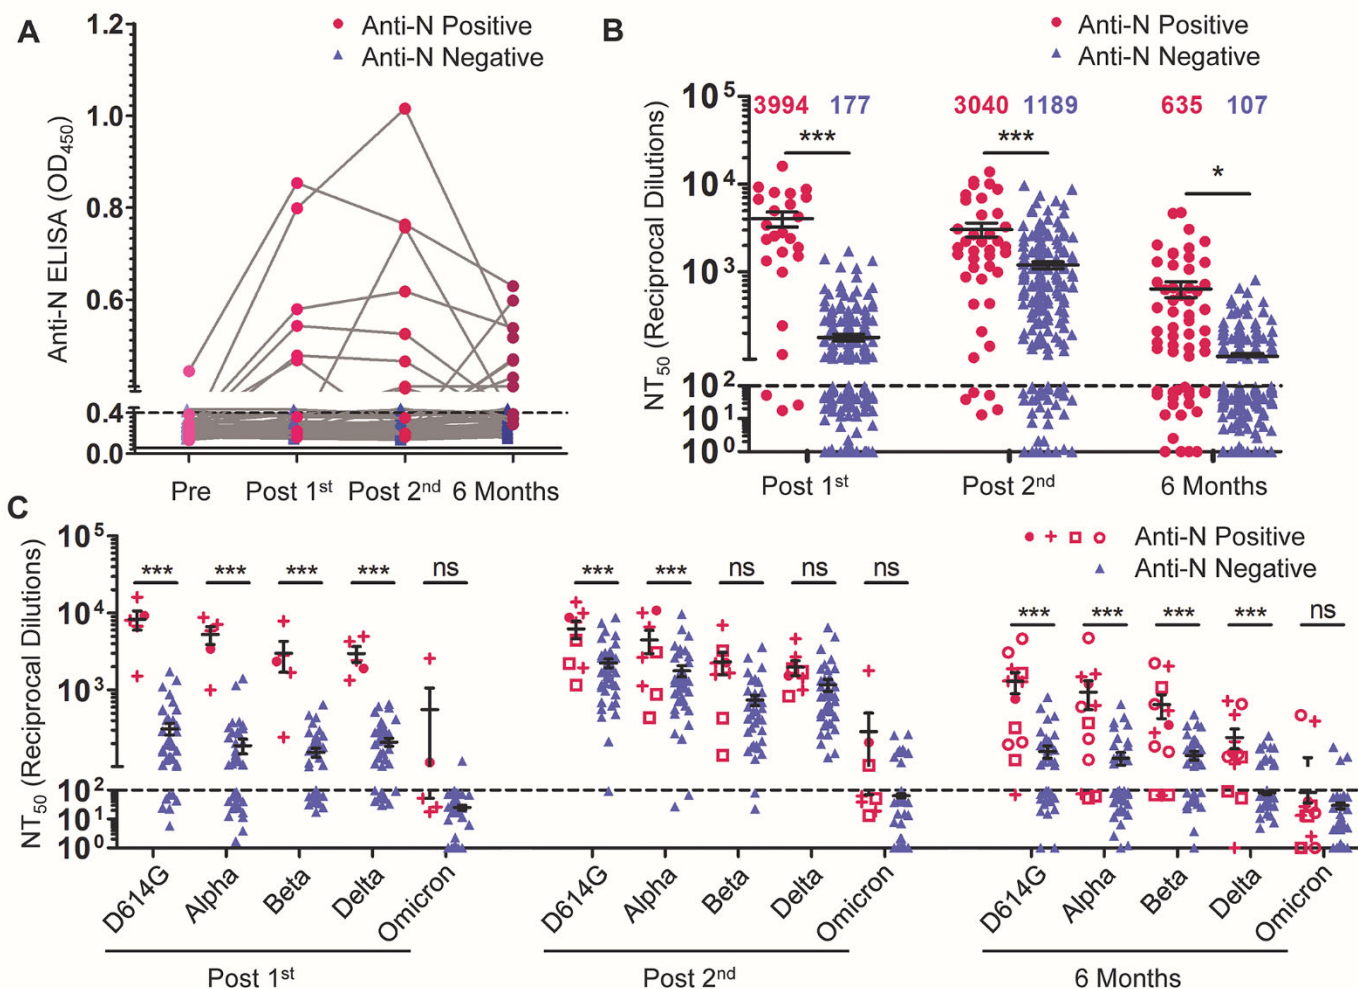 A
Anti-N Positive
Anti-N Negative
Anti-N ELISA (OD450)
1.2
1.0
0.8
0.6
0.4
0.0
Pre
Post 1st
Post 2nd
6 Months
B
Anti-N Positive
Anti-N Negative
NT50 (Reciprocal Dilutions)
10^5
10^4
10^3
10^2
10^1
10^0
3994 177 3040 1189 635 107
*** *** *
Post 1st
Post 2nd
6 Months
C
Anti-N Positive
Anti-N Negative
NT50 (Reciprocal Dilutions)
10^5
10^4
10^3
10^2
10^1
10^0
*** *** *** *** ns
*** *** ns ns ns
*** *** *** *** ns
D614G Alpha Beta Delta Omicron
D614G Alpha Beta Delta Omicron
D614G Alpha Beta Delta Omicron
Post 1st
Post 2nd
6 Months